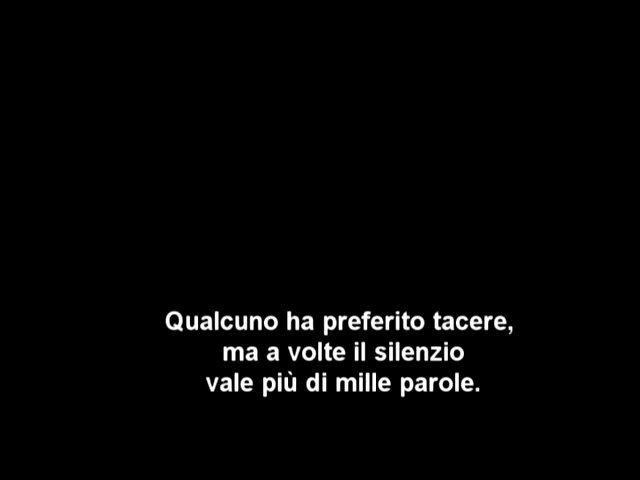 Qualcuno ha preferito tacere,
ma a volte il silenzio
vale più di mille parole.